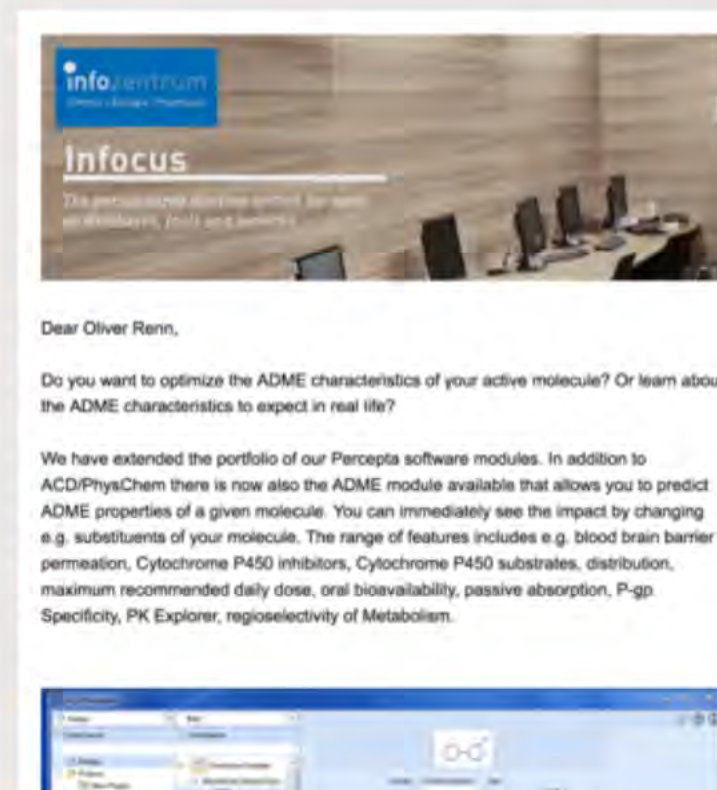 infozentrum
Infocus
Dear Oliver Renn,
Do you want to optimize the ADME characteristics of your active molecule? Or learn abou
the ADME characteristics to expect in real life?
We have extended the portfolio of our Percepta software modules. In addition to
ACD/PhysChem there is now also the ADME module available that allows you to predict
ADME properties of a given molecule. You can immediately see the impact by changing
e.g. substituents of your molecule. The range of features includes e.g. blood brain barrier
permeation, Cytochrome P450 inhibitors, Cytochrome P450 substrates, distribution,
maximum recommended daily dose, oral bioavailability, passive absorption, P-gp
Specificity, PK Explorer, regioselectivity of Metabolism.